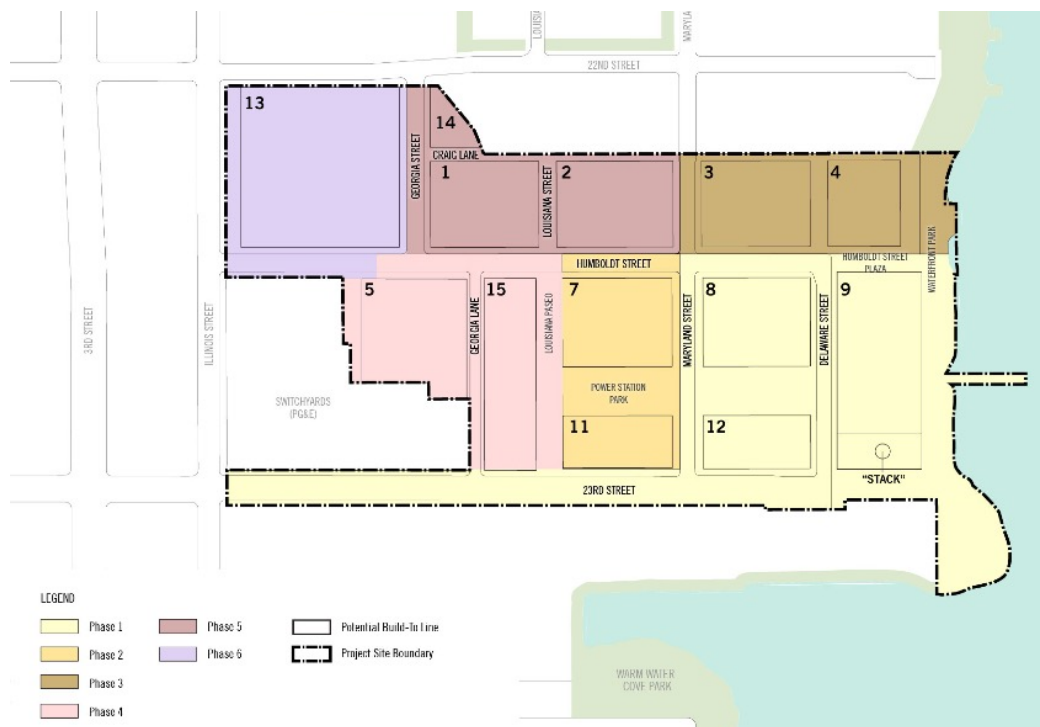 LOUISI
MARYL
22ND STREET
13
14
CRAIG LANE
GEORGIA STREET
1
LOUISIANA STREET
2
3
4
WATERFRONT PARK
HUMBOLDT STREET
HUMBOLDT STREET
PLAZA
5
GEORGIA LANE
15
LOUISIANA PASEO
7
MARYLAND STREET
8
DELAWARE STREET
9
3RD STREET
ILLINOIS STREET
SWITCHYARDS
(PG&E)
POWER STATION
PARK
11
12
"STACK"
23RD STREET
LEGEND
Phase 1
Phase 2
Phase 3
Phase 4
Phase 5
Phase 6
Potential Build-To Line
Project Site Boundary
WARM WATER
COVE PARK